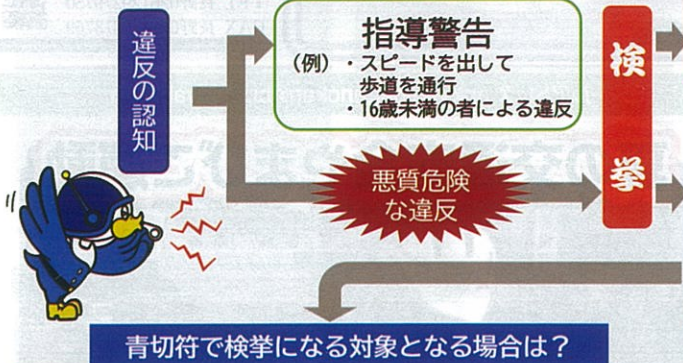 違反の認知
指導警告
(例)・スピードを出して
歩道を通行
・16歳未満の者による違反
悪質危険
な違反
検挙
青切符で検挙になる対象となる場合は？